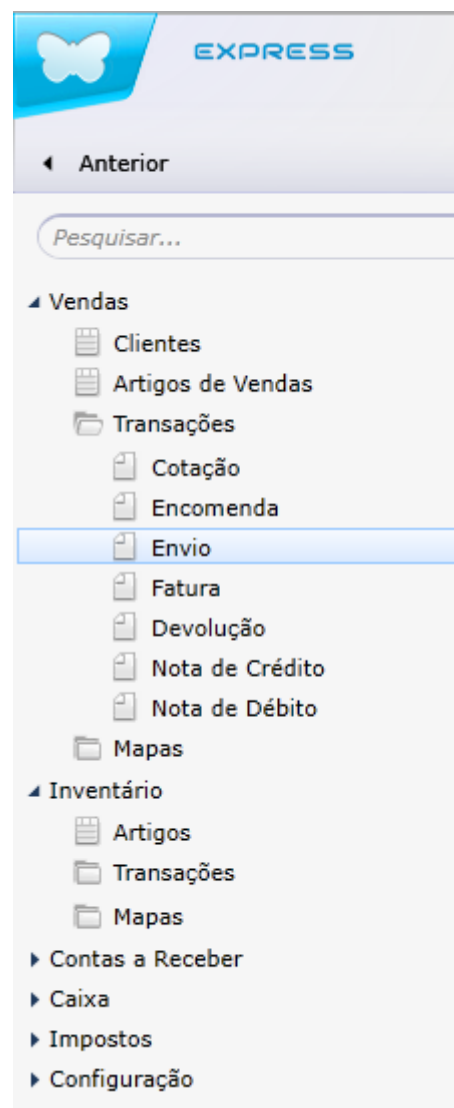 EXPRESS
Anterior
Pesquisar...
Vendas
Clientes
Artigos de Vendas
Transações
Cotação
Encomenda
Envio
Fatura
Devolução
Nota de Crédito
Nota de Débito
Mapas
Inventário
Artigos
Transações
Mapas
Contas a Receber
Caixa
Impostos
Configuração